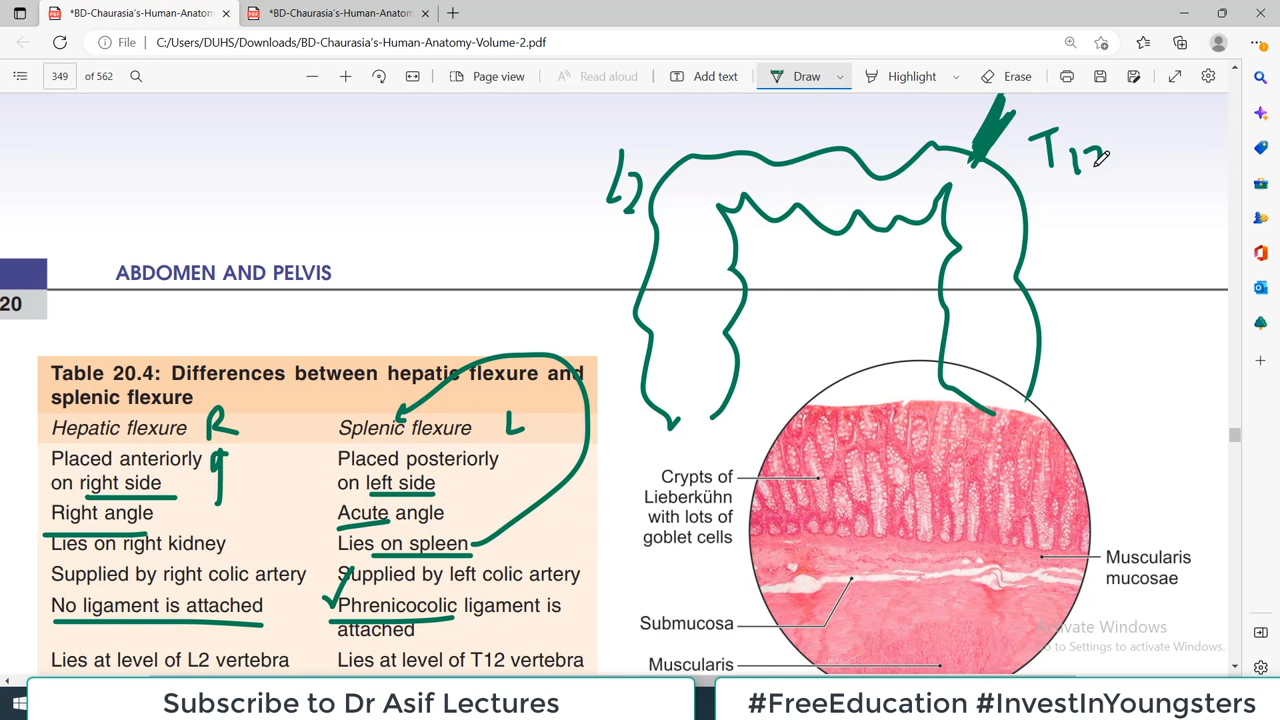 *BD-Chaurasia's-Human-Anatomy-V
*BD-Chaurasia's-Human-Anatom
File
C:/Users/DUHS/Downloads/BD-Chaurasia's-Human-Anatomy-Volume-2.pdf
349 of 562
Page view
Read aloud
Add text
Draw
Highlight
Erase
L2
T12
ABDOMEN AND PELVIS
20
Table 20.4: Differences between hepatic flexure and
splenic flexure
Hepatic flexure R Splenic flexure L
Placed anteriorly Placed posteriorly
on right side on left side
Right angle Acute angle
Lies on right kidney Lies on spleen
Supplied by right colic artery Supplied by left colic artery
No ligament is attached Phrenicocolic ligament is
attached
Lies at level of L2 vertebra Lies at level of T12 vertebra
Crypts of
Lieberkühn
with lots of
goblet cells
Muscularis
mucosae
Submucosa
Muscularis
Activate Windows
Go to Settings to activate Windows.
Subscribe to Dr Asif Lectures
#FreeEducation #InvestInYoungsters